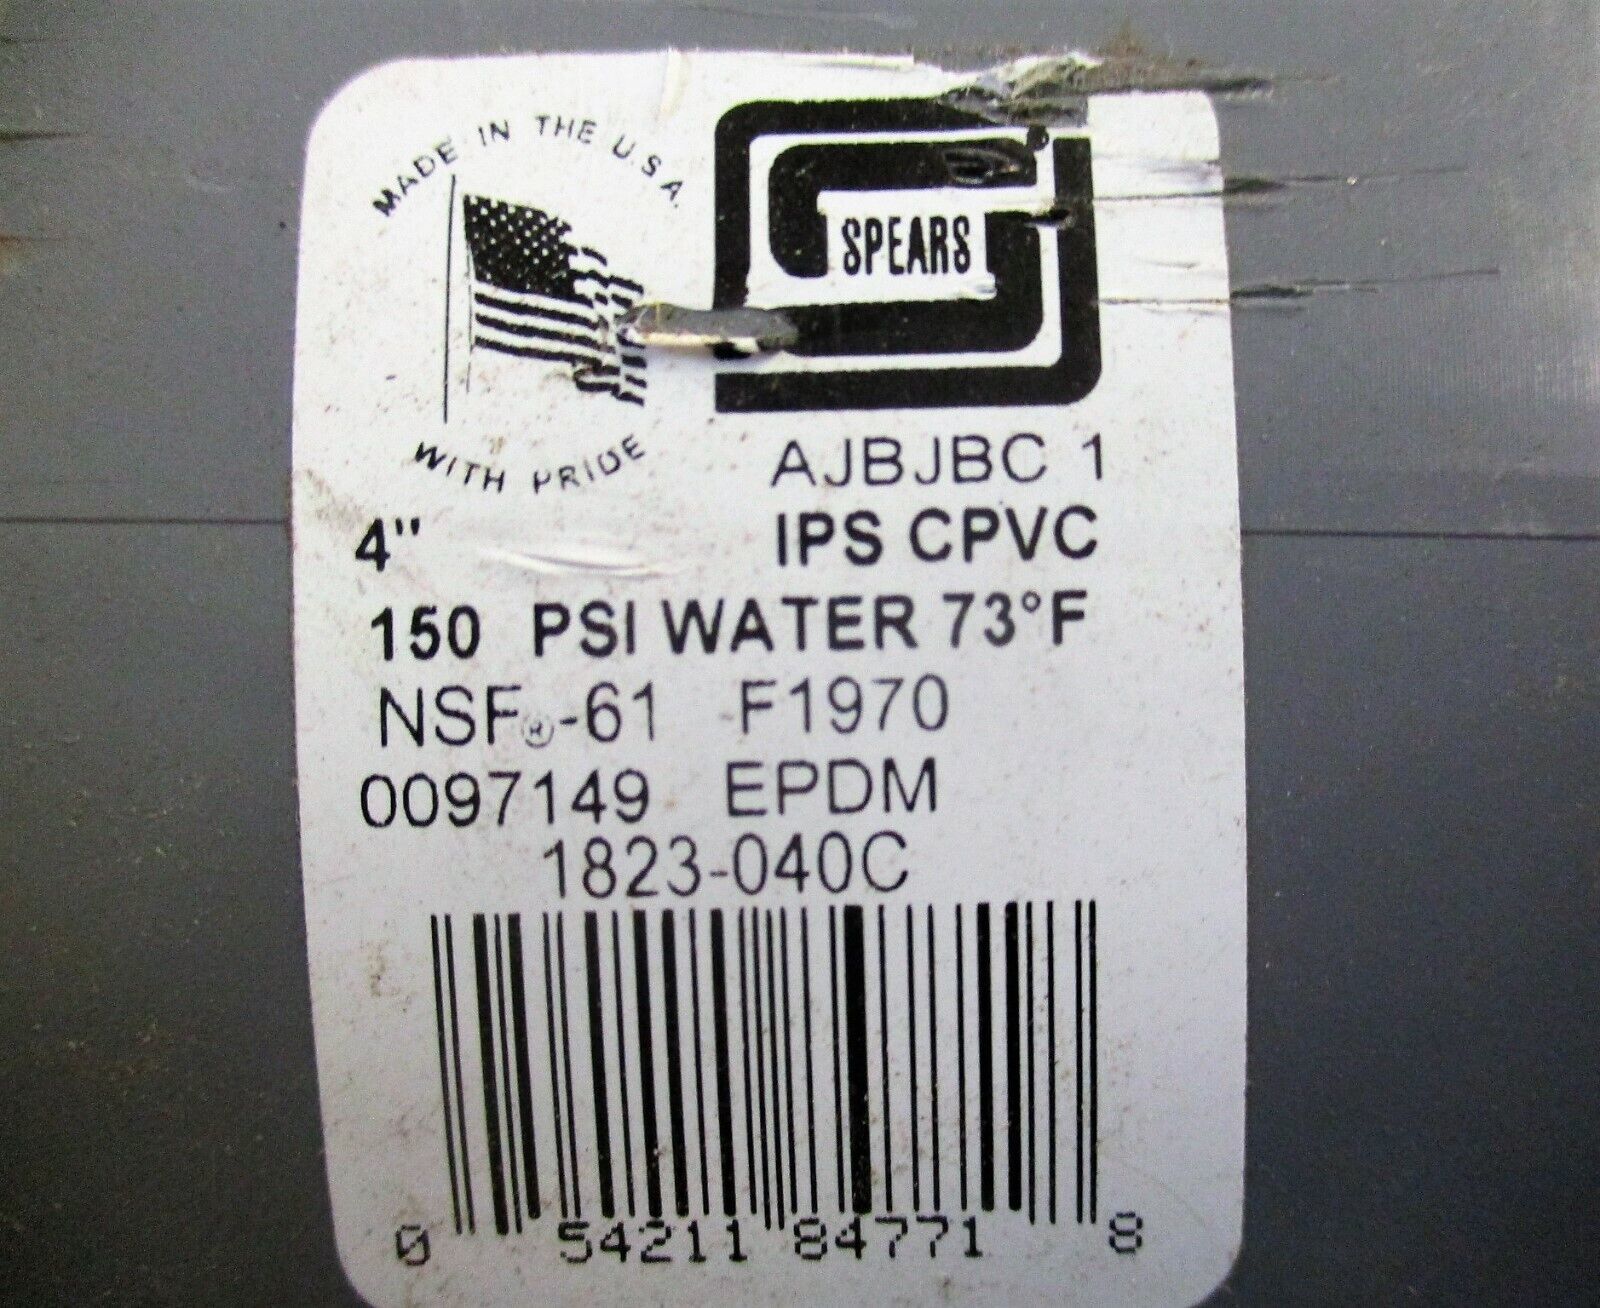 MADE IN THE U.S.A.
SPEARS
WITH PRIDE
AJBJBC 1
4" IPS CPVC
150 PSI WATER 73°F
NSF®-61 F1970
0097149 EPDM
1823-040C
0 54211 84771 8